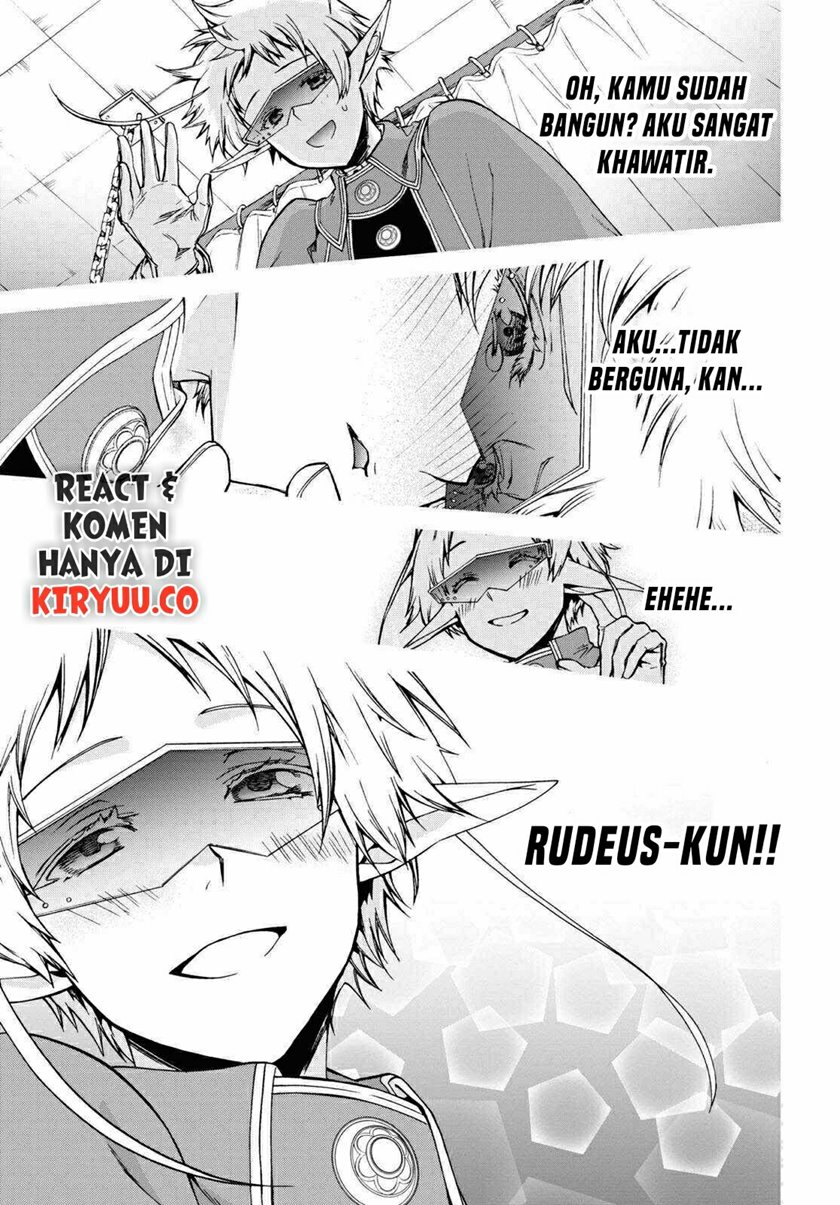 OH, KAMU SUDAH
BANGUN? AKU SANGAT
KHAWATIR.
AKU...TIDAK
BERGUNA, KAN...
REACT &
KOMEN
HANYA DI
KIRYUU.CO
EHEHE...
RUDEUS-KUN!!